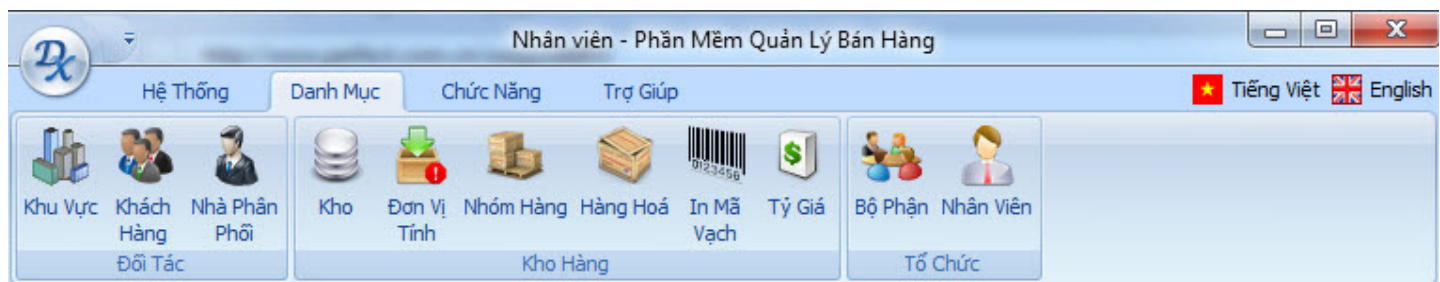 Nhân viên - Phần Mềm Quản Lý Bán Hàng
Hệ Thống Danh Mục Chức Năng Trợ Giúp Tiếng Việt English
Khu Vực Khách Hàng Nhà Phân Phối Kho Đơn Vị Tính Nhóm Hàng Hàng Hoá In Mã Vạch Tỷ Giá Bộ Phận Nhân Viên
0123456
Đối Tác Kho Hàng Tổ Chức